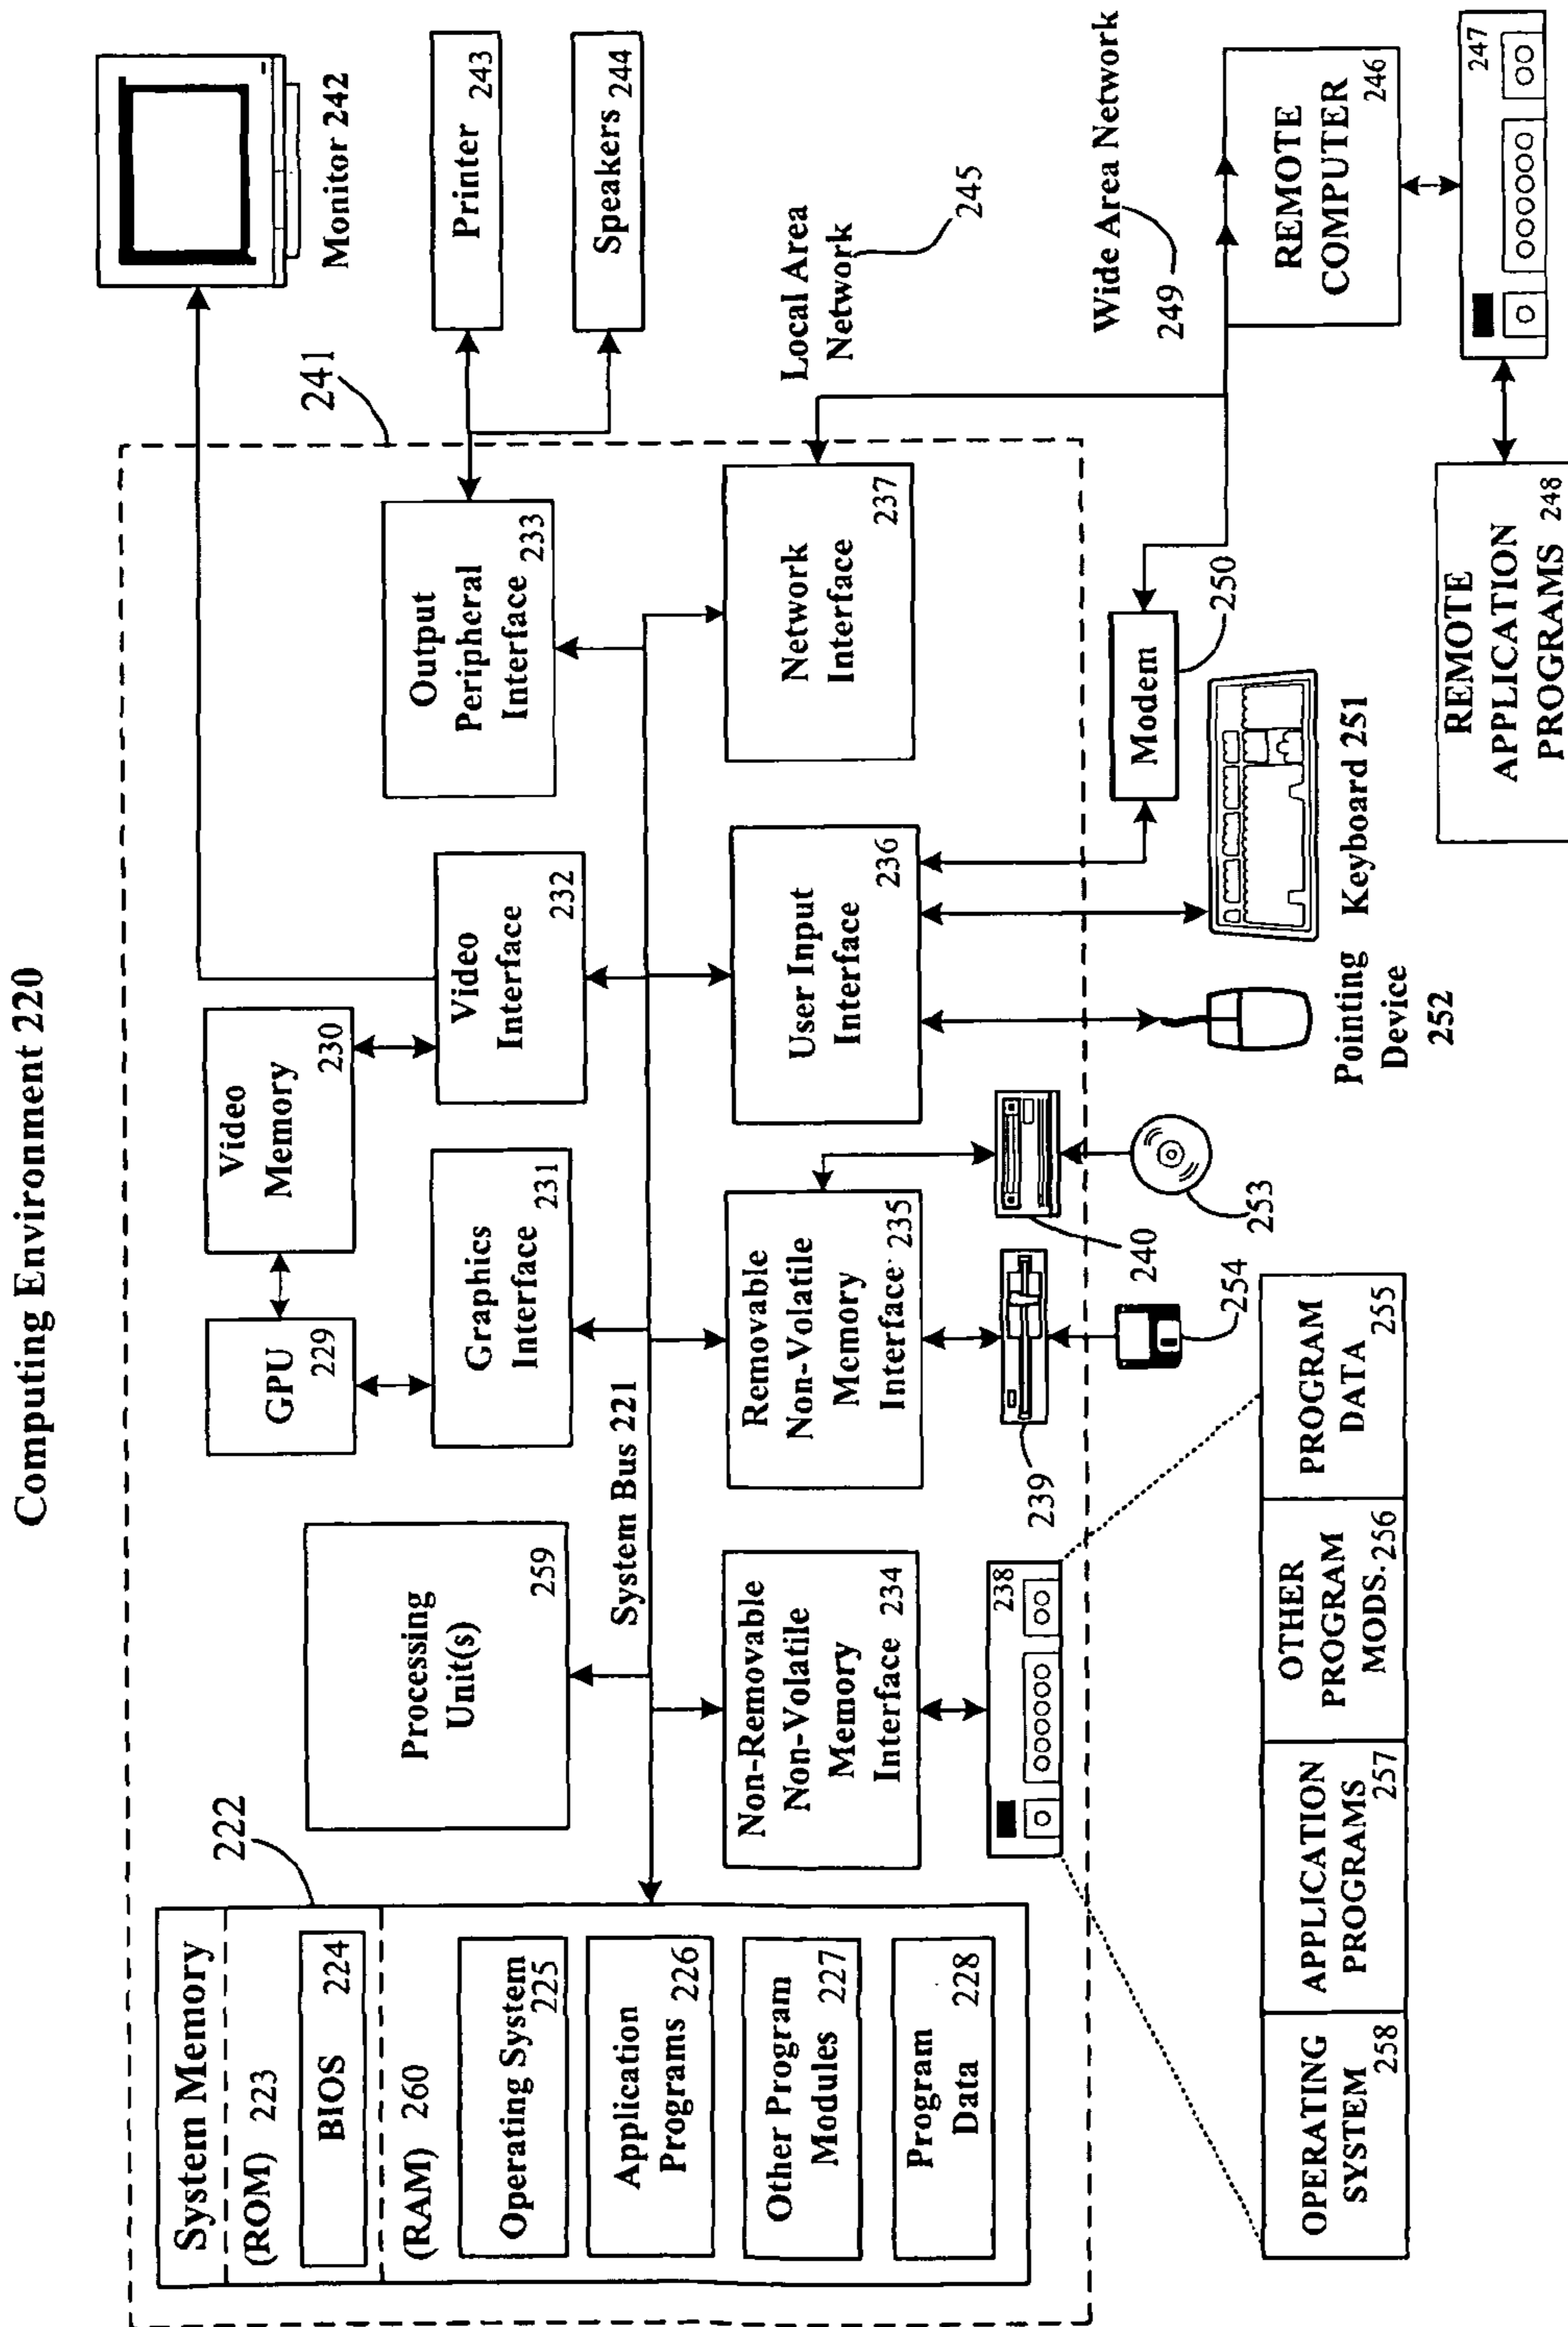 Computing Environment 220
System Memory
222
(ROM) 223
BIOS 224
(RAM) 260
Operating System
225
Application
Programs 226
Other Program
Modules 227
Program
Data 228
Processing
Unit(s)
259
GPU
229
Video
Memory
230
Graphics
Interface
231
Video
Interface
232
Output
Peripheral
Interface 233
241
Monitor 242
Printer 243
Speakers 244
System Bus 221
Non-Removable
Non-Volatile
Memory
Interface 234
Removable
Non-Volatile
Memory
Interface 235
User Input
Interface
236
Network
Interface
237
Local Area
Network
245
238
239
240
254
253
Modem
250
Wide Area Network
249
Pointing
Device
252
Keyboard 251
REMOTE
COMPUTER
246
247
REMOTE
APPLICATION
PROGRAMS 248
OPERATING
SYSTEM
258
APPLICATION
PROGRAMS
257
OTHER
PROGRAM
MODS. 256
PROGRAM
DATA
255